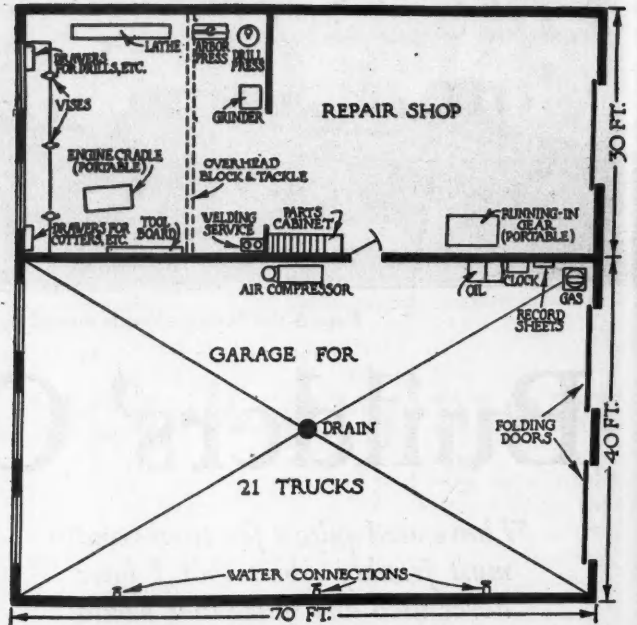 LATHE
ARBOR
PRESS
DRILL
PRESS
DRAWERS
FOR DRILLS, ETC.
VISES
GRINDER
REPAIR SHOP
30 FT.
ENGINE CRADLE
(PORTABLE)
OVERHEAD
BLOCK & TACKLE
DRAWERS FOR
CUTTERS, ETC.
TOOL
BOARD
WELDING
SERVICE
PARTS
CABINET
RUNNING-IN
GEAR
(PORTABLE)
AIR COMPRESSOR
OIL
CLOCK
GAS
RECORD
SHEETS
GARAGE FOR
DRAIN
FOLDING
DOORS
40 FT.
21 TRUCKS
WATER CONNECTIONS
70 FT.